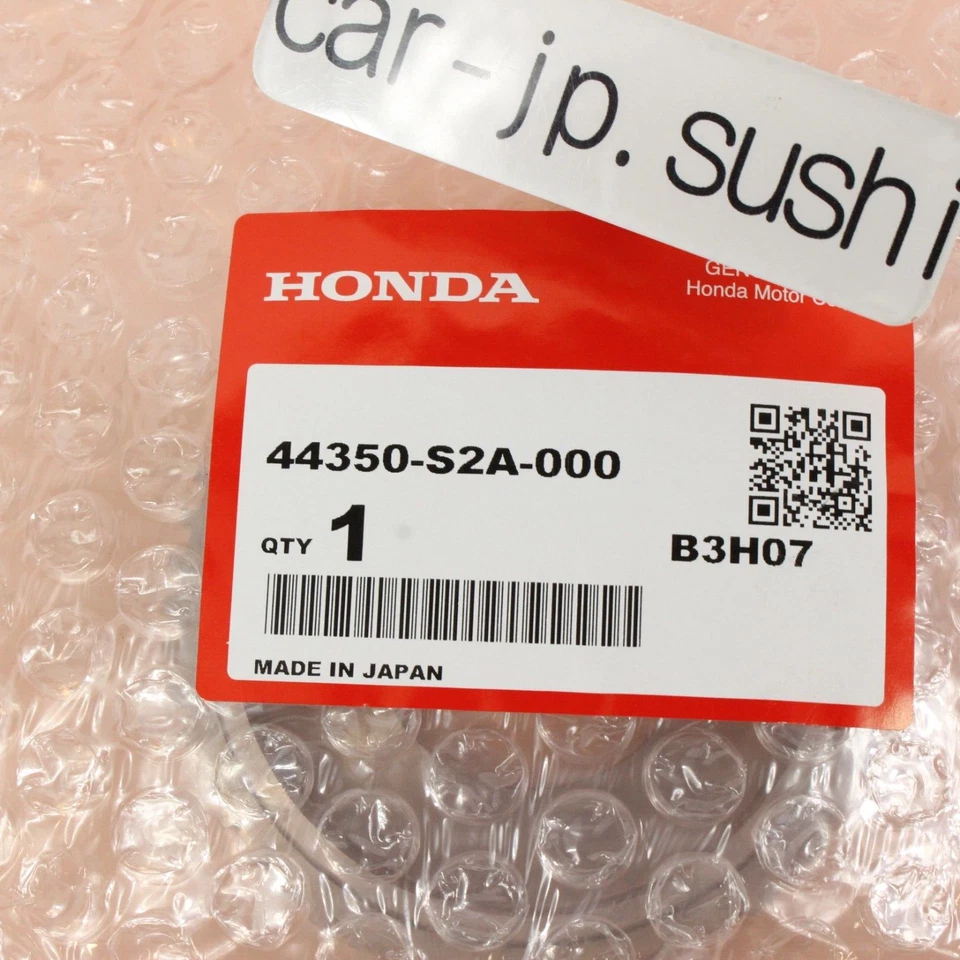 car-jp.sushi
HONDA
Honda Motor
44350-S2A-000
QTY 1
B3H07
MADE IN JAPAN